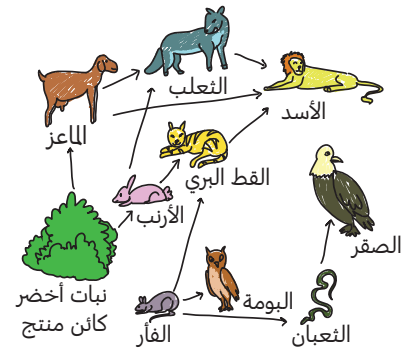 الثعلب
الأسد
الماعز
القط البري
الأرنب
الصقر
نبات أخضر
كائن منتج
البومة
الفأر
الثعبان